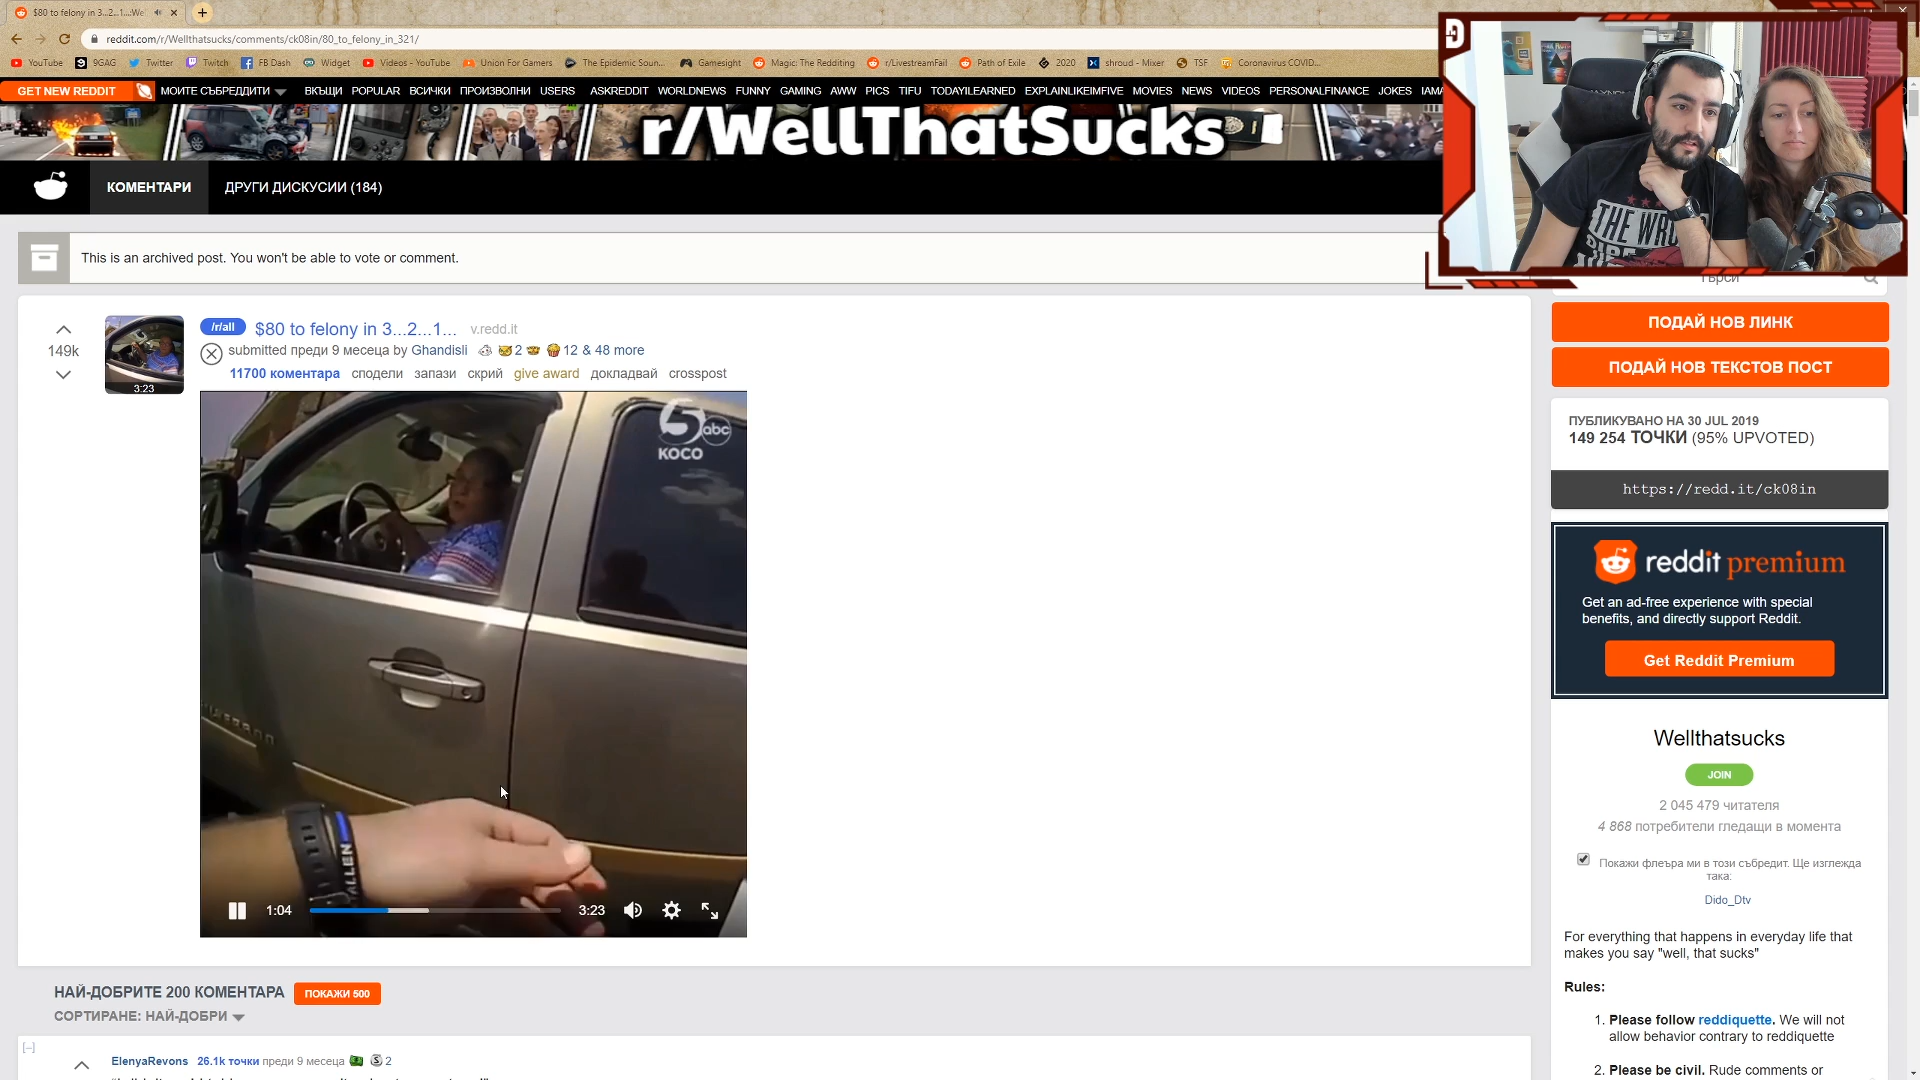 $80 to felony in 3...2...1...:We
YouTube
9GAG
Twitter
Twitch
FB Dash
Widget
Videos - YouTube
Union For Gamers
The Epidemic Soun...
Gamesight
Magic: The Redditing
r/LivestreamFail
Path of Exile
2020
shroud - Mixer
TSF
Coronavirus COVID...
reddit.com/r/Wellthatsucks/comments/ck08in/80_to_felony_in_321/
GET NEW REDDIT
МОИТЕ СЪБРЕДДИТИ
ВКЪЩИ POPULAR ВСИЧКИ ПРОИЗВОЛНИ USERS
ASKREDDIT WORLDNEWS FUNNY GAMING AWW PICS TIFU TODAYILEARNED EXPLAINLIKEIMFIVE MOVIES NEWS VIDEOS PERSONALFINANCE JOKES IAMA
r/WellThatSucks
КОМЕНТАРИ
ДРУГИ ДИСКУСИИ (184)
THE WRO
This is an archived post. You won't be able to vote or comment.
търси
149k
3:23
/r/all $80 to felony in 3...2...1... v.redd.it
submitted преди 9 месеца by Ghandisli 2 12 & 48 more
11700 коментара сподели запази скрий give award докладвай crosspost
5 abc
KOCO
ALLEN
1:04
3:23
ПОДАЙ НОВ ЛИНК
ПОДАЙ НОВ ТЕКСТОВ ПОСТ
ПУБЛИКУВАНО НА 30 JUL 2019
149 254 ТОЧКИ (95% UPVOTED)
https://redd.it/ck08in
reddit premium
Get an ad-free experience with special
benefits, and directly support Reddit.
Get Reddit Premium
Wellthatsucks
JOIN
2 045 479 читателя
4 868 потребители гледащи в момента
Покажи флеъра ми в този събредит. Ще изглежда
така:
Dido_Dtv
For everything that happens in everyday life that
makes you say "well, that sucks"
Rules:
1. Please follow reddiquette. We will not
allow behavior contrary to reddiquette
2. Please be civil. Rude comments or
НАЙ-ДОБРИТЕ 200 КОМЕНТАРА
ПОКАЖИ 500
СОРТИРАНЕ: НАЙ-ДОБРИ
[–]
ElenyaRevons 26.1k точки преди 9 месеца 2